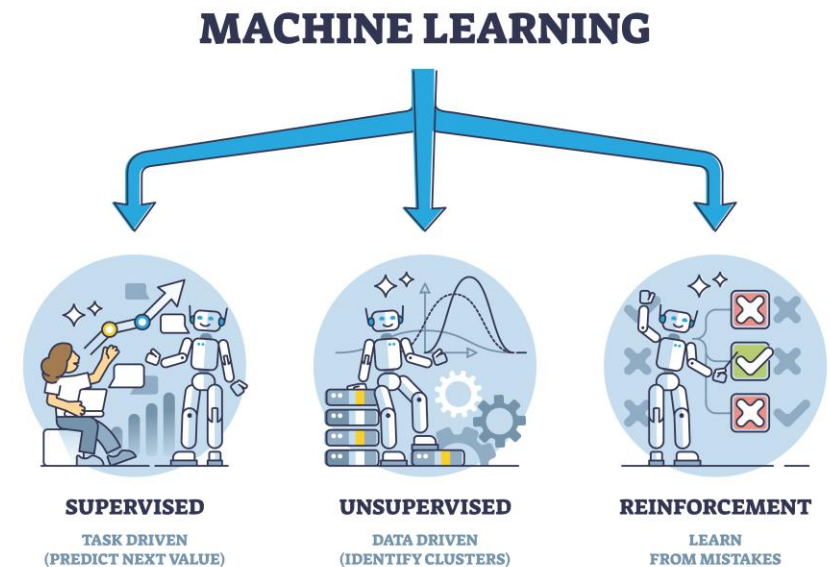 MACHINE LEARNING
SUPERVISED
TASK DRIVEN
(PREDICT NEXT VALUE)
UNSUPERVISED
DATA DRIVEN
(IDENTIFY CLUSTERS)
REINFORCEMENT
LEARN
FROM MISTAKES